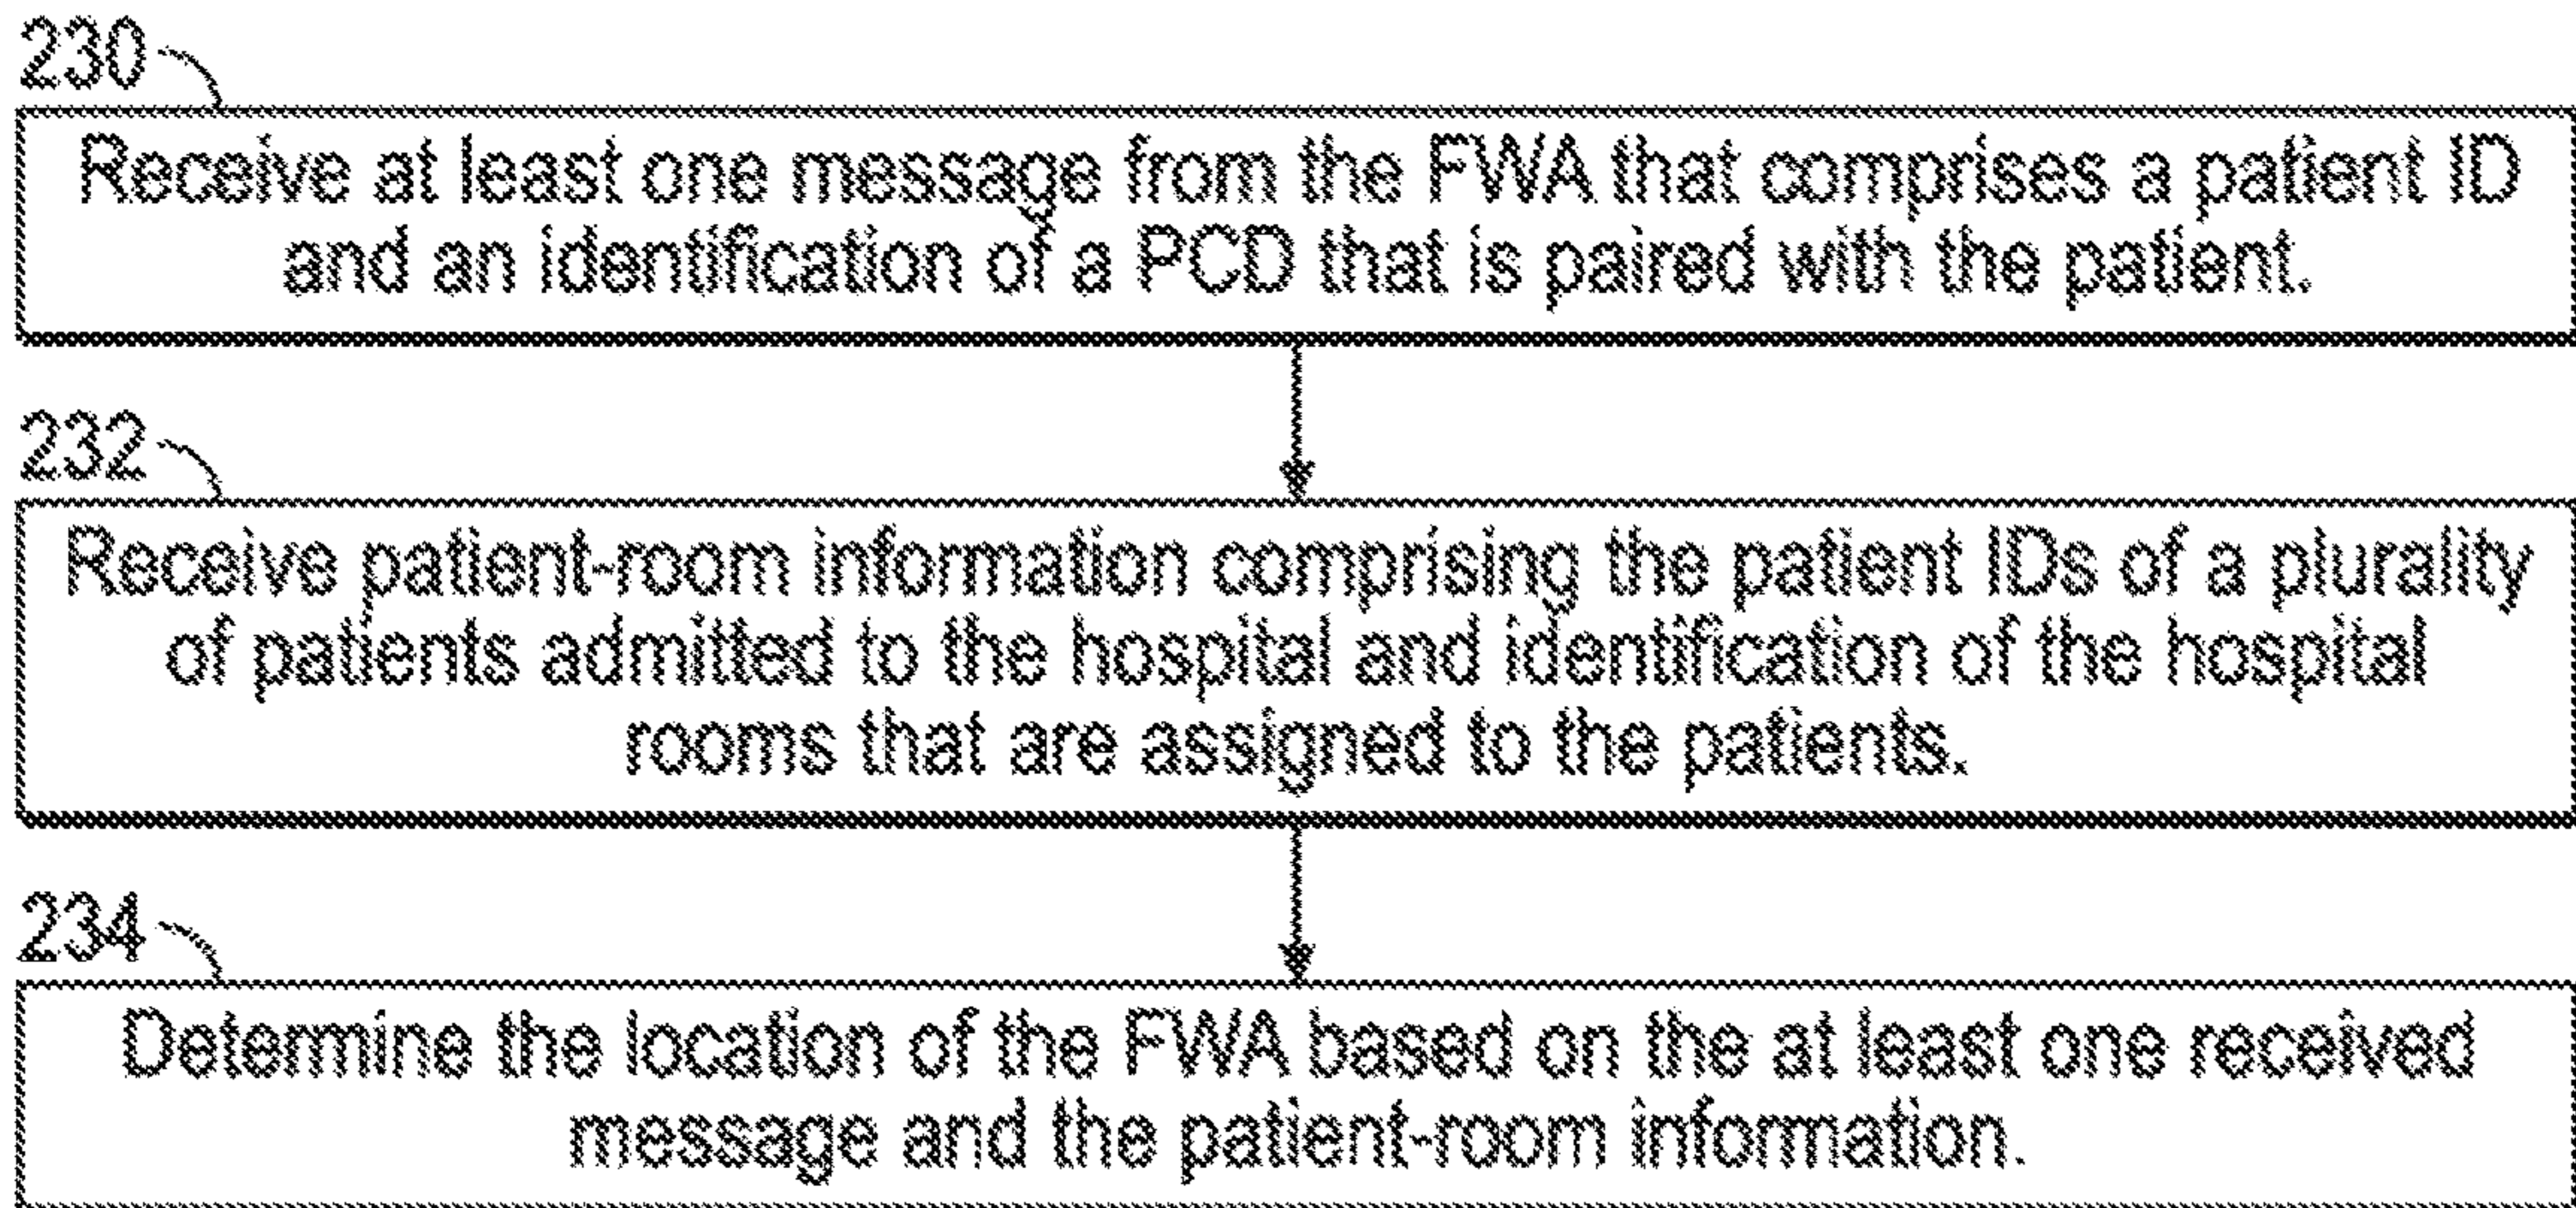 230
Receive at least one message from the FWA that comprises a patient ID
and an identification of a PCD that is paired with the patient.
232
Receive patient-room information comprising the patient IDs of a plurality
of patients admitted to the hospital and identification of the hospital
rooms that are assigned to the patients.
234
Determine the location of the FWA based on the at least one received
message and the patient-room information.